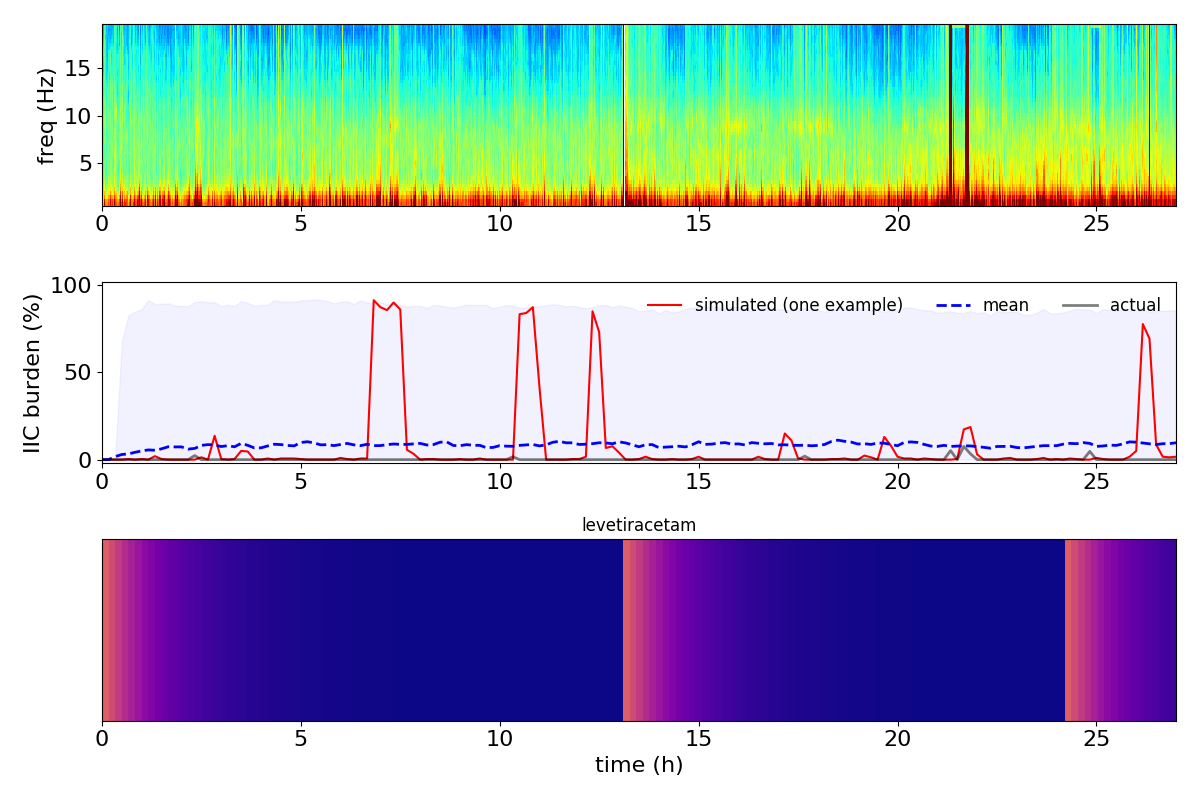 freq (Hz)
15
10
5
0 5 10 15 20 25
IIC burden (%)
100
50
0
simulated (one example) mean actual
0 5 10 15 20 25
levetiracetam
0 5 10 15 20 25
time (h)